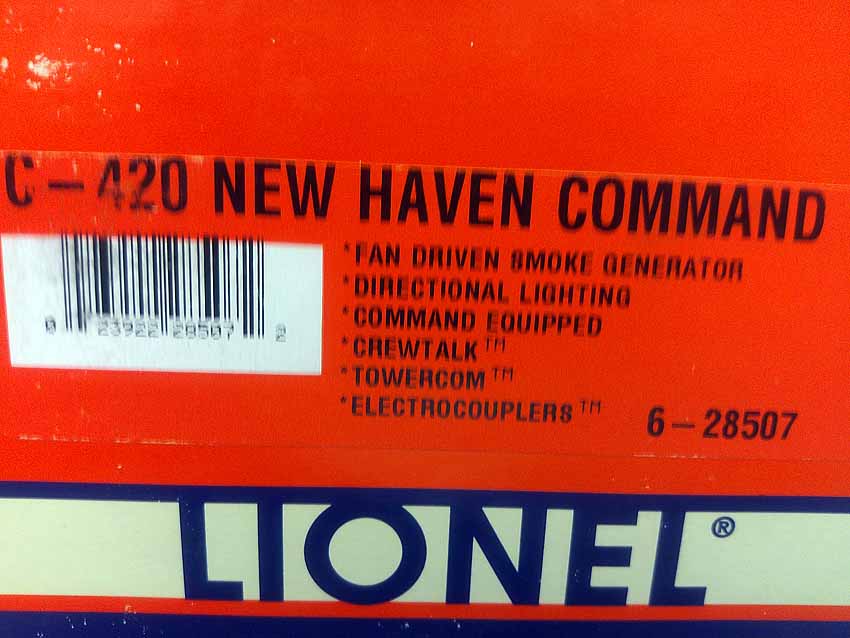 C-420 NEW HAVEN COMMAND
*FAN DRIVEN SMOKE GENERATOR
*DIRECTIONAL LIGHTING
*COMMAND EQUIPPED
*CREWTALK™
*TOWERCOM™
*ELECTROCOUPLERS™
0 23922 28507 2
6-28507
LIONEL®